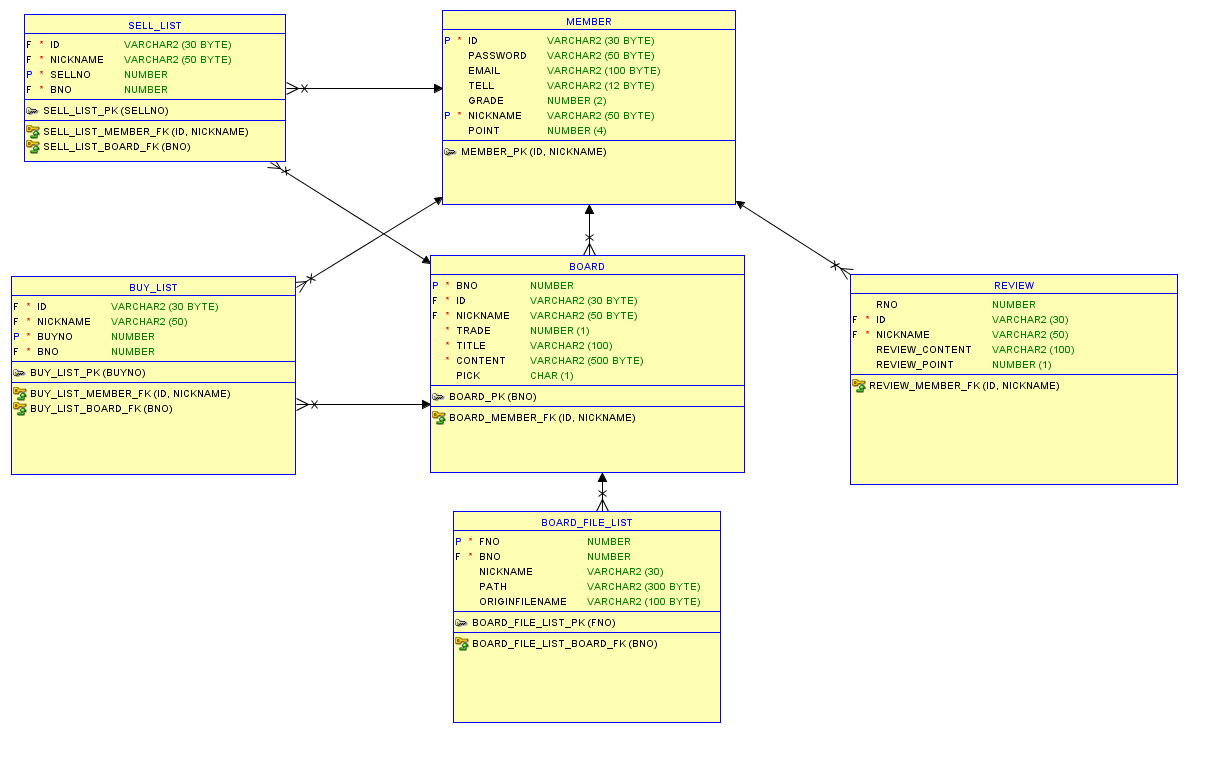 SELL_LIST
F * ID VARCHAR2 (30 BYTE)
F * NICKNAME VARCHAR2 (50 BYTE)
P * SELLNO NUMBER
F * BNO NUMBER
SELL_LIST_PK (SELLNO)
SELL_LIST_MEMBER_FK (ID, NICKNAME)
SELL_LIST_BOARD_FK (BNO)
MEMBER
P * ID VARCHAR2 (30 BYTE)
PASSWORD VARCHAR2 (50 BYTE)
EMAIL VARCHAR2 (100 BYTE)
TELL VARCHAR2 (12 BYTE)
GRADE NUMBER (2)
P * NICKNAME VARCHAR2 (50 BYTE)
POINT NUMBER (4)
MEMBER_PK (ID, NICKNAME)
BUY_LIST
F * ID VARCHAR2 (30 BYTE)
F * NICKNAME VARCHAR2 (50)
P * BUYNO NUMBER
F * BNO NUMBER
BUY_LIST_PK (BUYNO)
BUY_LIST_MEMBER_FK (ID, NICKNAME)
BUY_LIST_BOARD_FK (BNO)
BOARD
P * BNO NUMBER
F * ID VARCHAR2 (30 BYTE)
F * NICKNAME VARCHAR2 (50 BYTE)
* TRADE NUMBER (1)
* TITLE VARCHAR2 (100)
* CONTENT VARCHAR2 (500 BYTE)
PICK CHAR (1)
BOARD_PK (BNO)
BOARD_MEMBER_FK (ID, NICKNAME)
REVIEW
RNO NUMBER
F * ID VARCHAR2 (30)
F * NICKNAME VARCHAR2 (50)
REVIEW_CONTENT VARCHAR2 (100)
REVIEW_POINT NUMBER (1)
REVIEW_MEMBER_FK (ID, NICKNAME)
BOARD_FILE_LIST
P * FNO NUMBER
F * BNO NUMBER
NICKNAME VARCHAR2 (30)
PATH VARCHAR2 (300 BYTE)
ORIGINFILENAME VARCHAR2 (100 BYTE)
BOARD_FILE_LIST_PK (FNO)
BOARD_FILE_LIST_BOARD_FK (BNO)